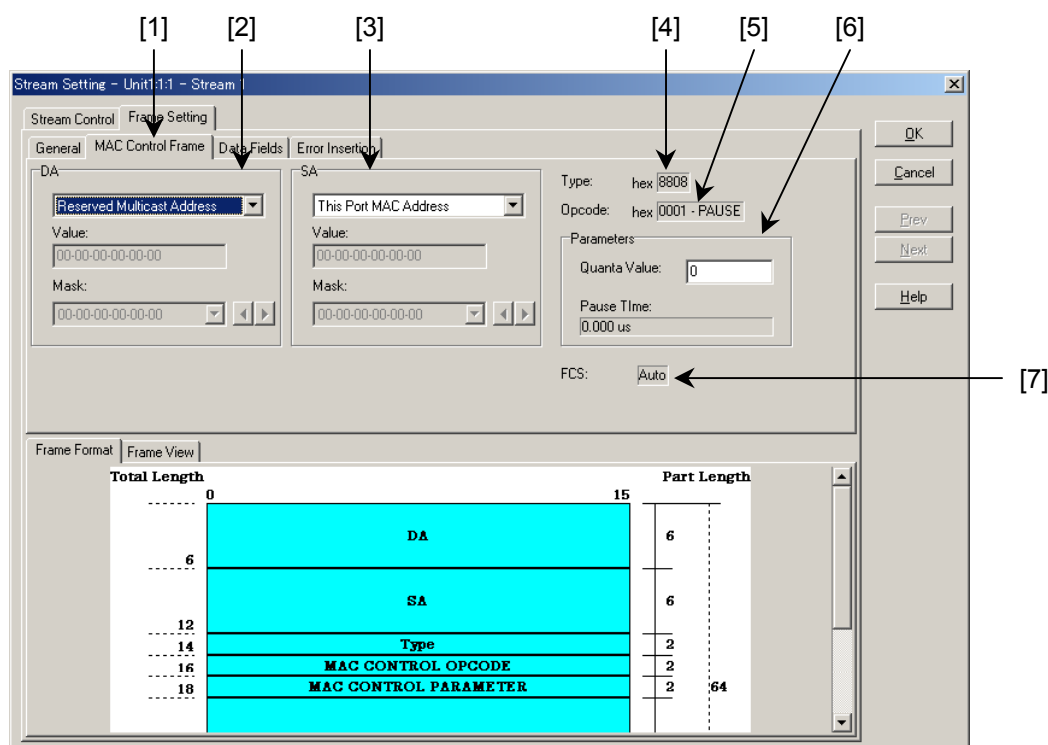 [1] [2] [3] [4] [5] [6]
Stream Setting - Unit1:1:1 - Stream 1
Stream Control Frame Setting
General MAC Control Frame Data Fields Error Insertion
OK
Cancel
Prev
Next
Help
DA
Reserved Multicast Address
Value:
00-00-00-00-00-00
Mask:
00-00-00-00-00-00
SA
This Port MAC Address
Value:
00-00-00-00-00-00
Mask:
00-00-00-00-00-00
Type: hex 8808
Opcode: hex 0001 - PAUSE
Parameters
Quanta Value: 0
Pause TIme:
0.000 us
FCS: Auto
[7]
Frame Format Frame View
Total Length Part Length
0 15
DA 6
6
SA 6
12
Type 2
14
MAC CONTROL OPCODE 2
16
MAC CONTROL PARAMETER 2 64
18